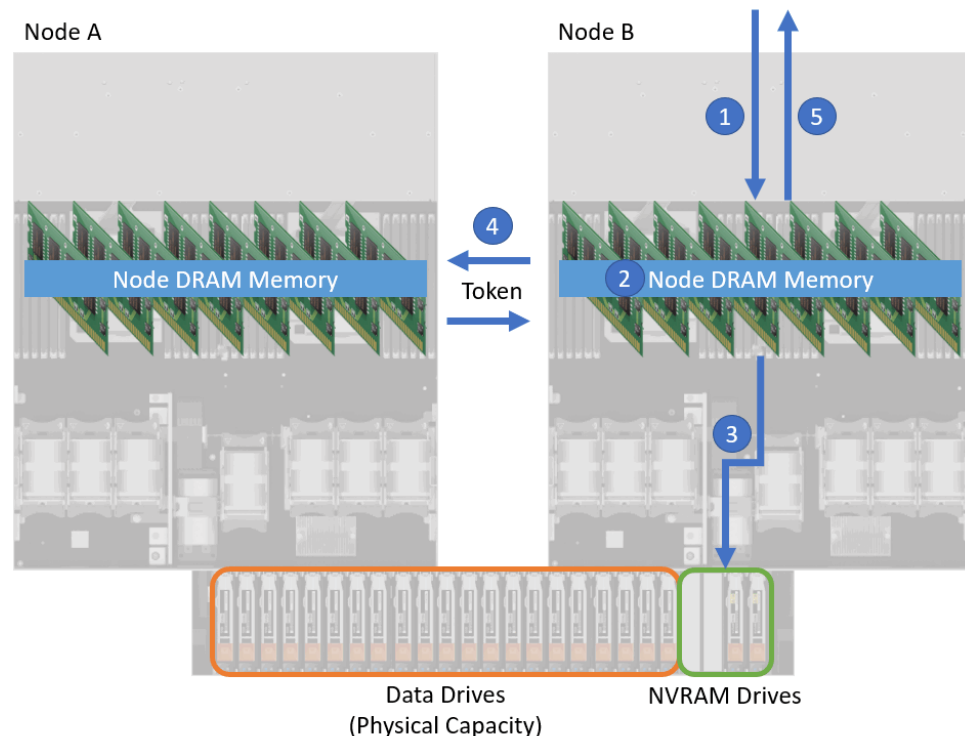 Node A
Node B
1
5
4
Node DRAM Memory
2
Node DRAM Memory
Token
3
Data Drives
(Physical Capacity)
NVRAM Drives